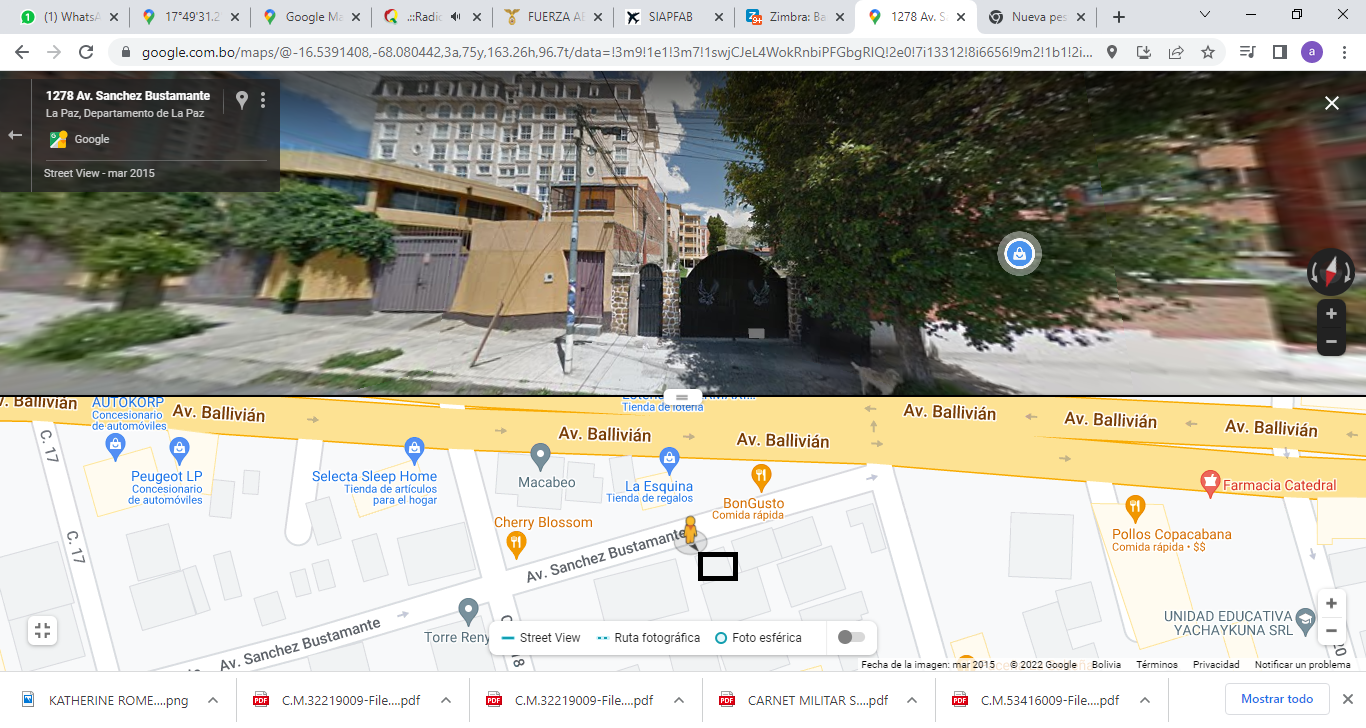 (1) WhatsA
17°49'31.2
Google Ma
.::Radio
FUERZA AE
SIAPFAB
Zimbra: Ba
1278 Av. S
Nueva pes
google.com.bo/maps/@-16.5391408,-68.080442,3a,75y,163.26h,96.7t/data=!3m9!1e1!3m7!1swjCJeL4WokRnbiPFGbgRIQ!2e0!7i13312!8i6656!9m2!1b1!2i...
a
1278 Av. Sanchez Bustamante
La Paz, Departamento de La Paz
Google
Street View - mar 2015
v. Ballivián
AUTOKORP
Concesionario
de automóviles
Av. Ballivián
Tienda de lotería
Av. Ballivián
Av. Ballivián
Av. Ballivián
Av. Ballivián
Av. Ballivián
C. 17
Peugeot LP
Concesionario
de automóviles
Selecta Sleep Home
Tienda de artículos
para el hogar
Macabeo
La Esquina
Tienda de regalos
BonGusto
Comida rápida
Farmacia Catedral
C. 17
Cherry Blossom
Pollos Copacabana
Comida rápida • $$
Av. Sanchez Bustamante
Torre Reny
Av. Sanchez Bustamante
UNIDAD EDUCATIVA
YACHAYKUNA SRL
Street View
Ruta fotográfica
Foto esférica
Fecha de la imagen: mar 2015 © 2022 Google Bolivia Términos Privacidad Notificar un problema
KATHERINE ROME....png
C.M.32219009-File....pdf
C.M.32219009-File....pdf
CARNET MILITAR S....pdf
C.M.53416009-File....pdf
Mostrar todo